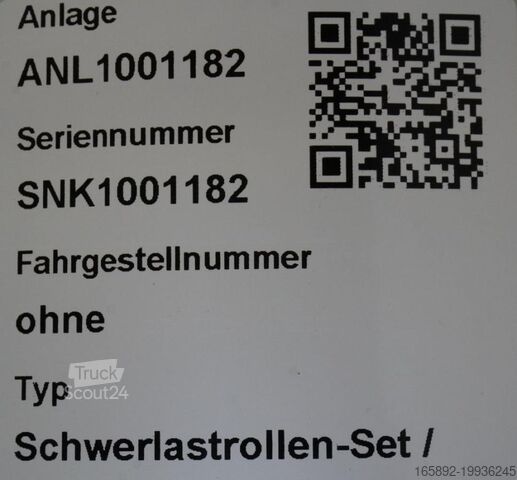 Anlage
ANL1001182
Seriennummer
SNK1001182
Fahrgestellnummer
ohne
Typ
Truck
Scout24
Schwerlastrollen-Set /
165892-19936245